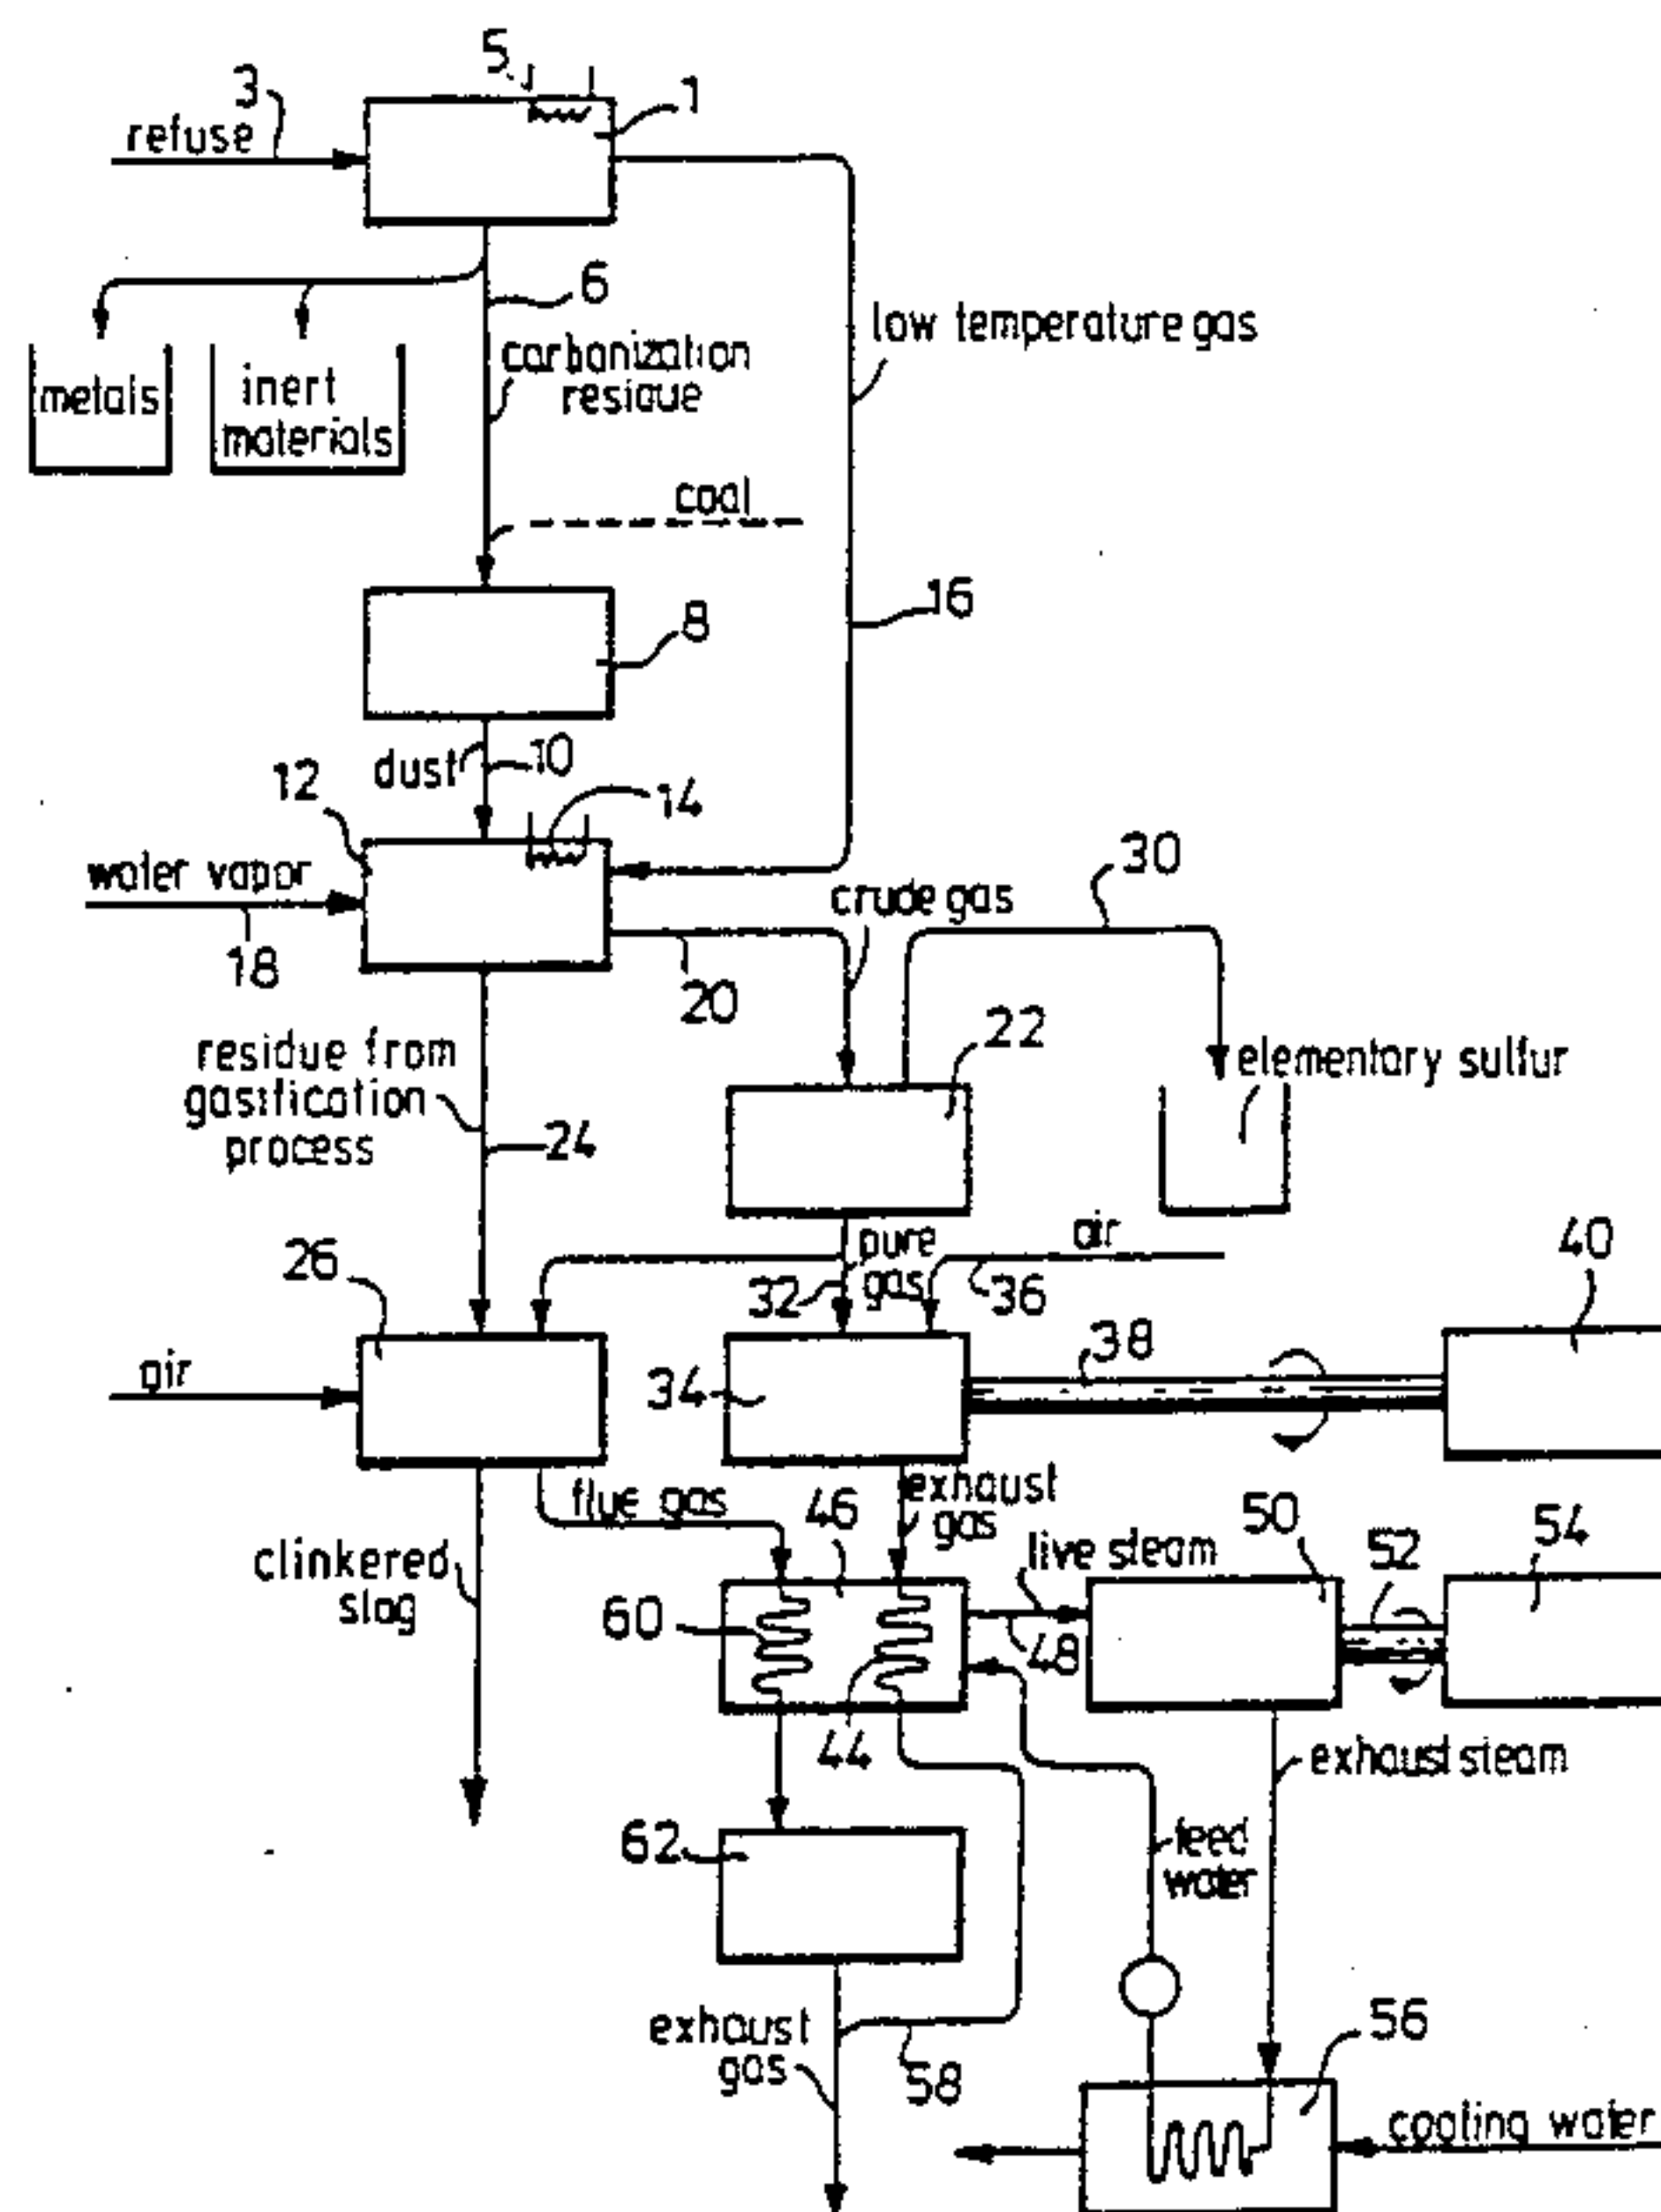 5
3
1
refuse
6
low temperature gas
carbonization
resique
metals
inert
materials
coal
16
8
dust
10
12
14
water vapor
30
crude gas
18
20
22
residue from
elementary sulfur
gasification
process
24
26
pure
gas
air
40
32
36
38
air
34
flue gas
46
exhaust
gas
50
54
clinkered
slag
live steam
52
60
48
44
exhaust steam
62
feed
water
exhaust
gas
58
56
cooling water